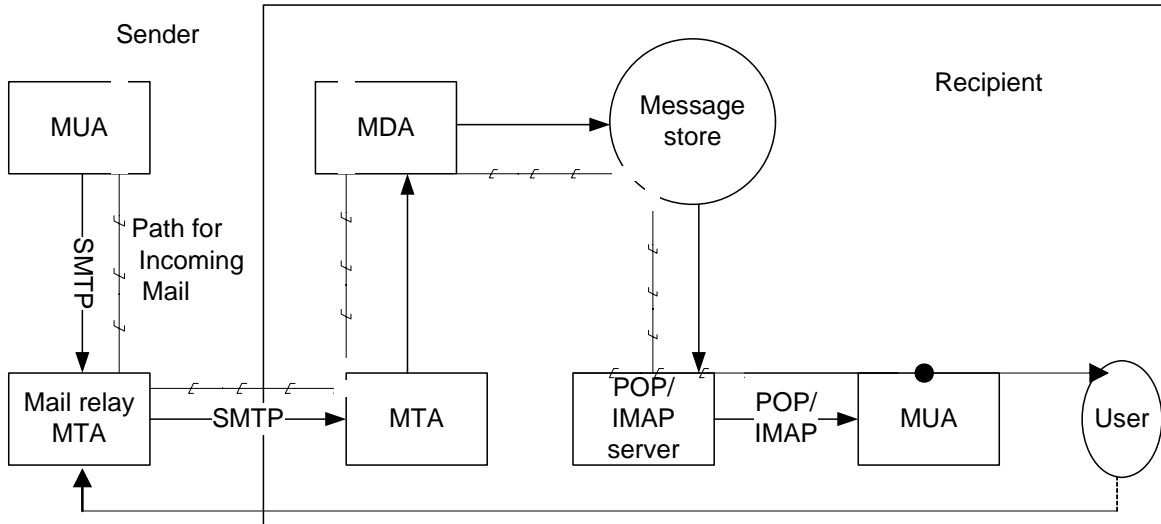 Sender
Recipient
MUA
MDA
Message
store
Path for
Incoming
Mail
SMTP
Mail relay
MTA
SMTP
MTA
POP/
IMAP
server
POP/
IMAP
MUA
User